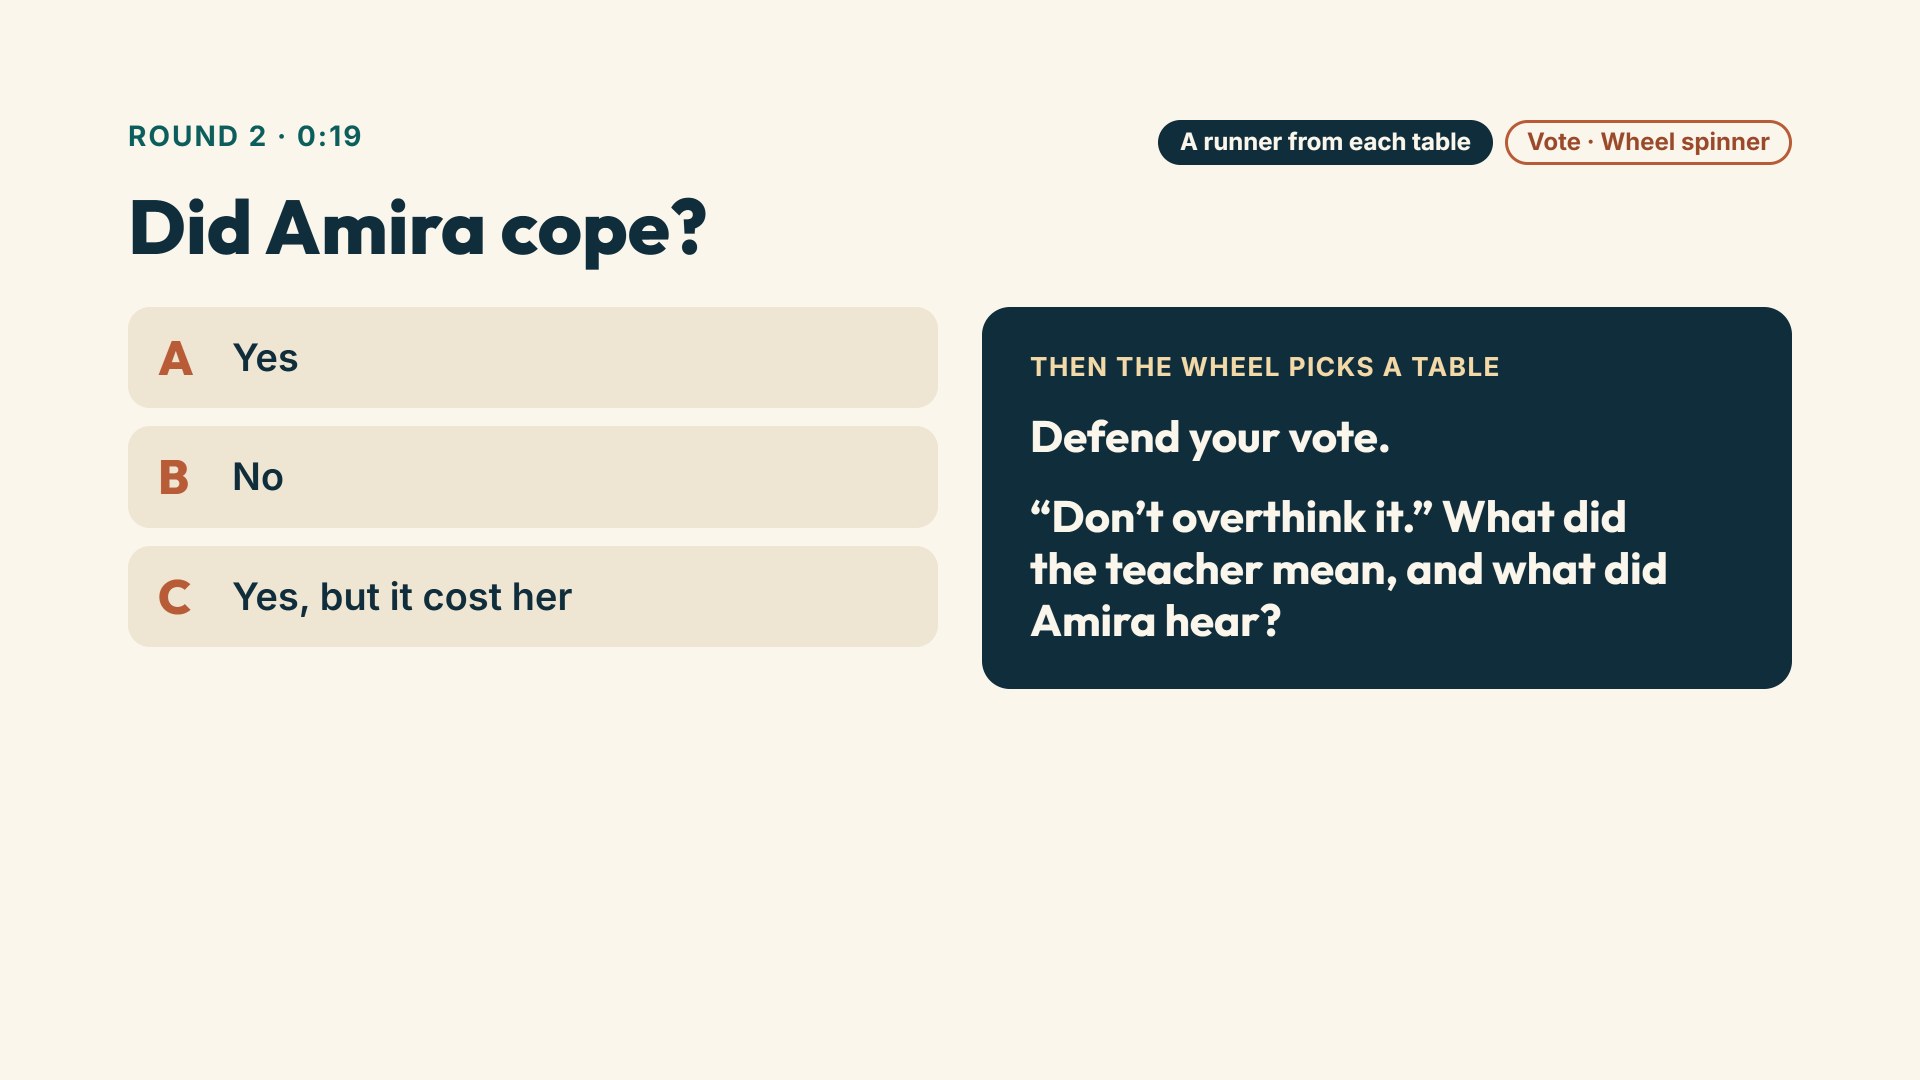 ROUND 2 · 0:19
A runner from each table
Vote · Wheel spinner
Did Amira cope?
A Yes
B No
C Yes, but it cost her
THEN THE WHEEL PICKS A TABLE
Defend your vote.
“Don’t overthink it.” What did
the teacher mean, and what did
Amira hear?